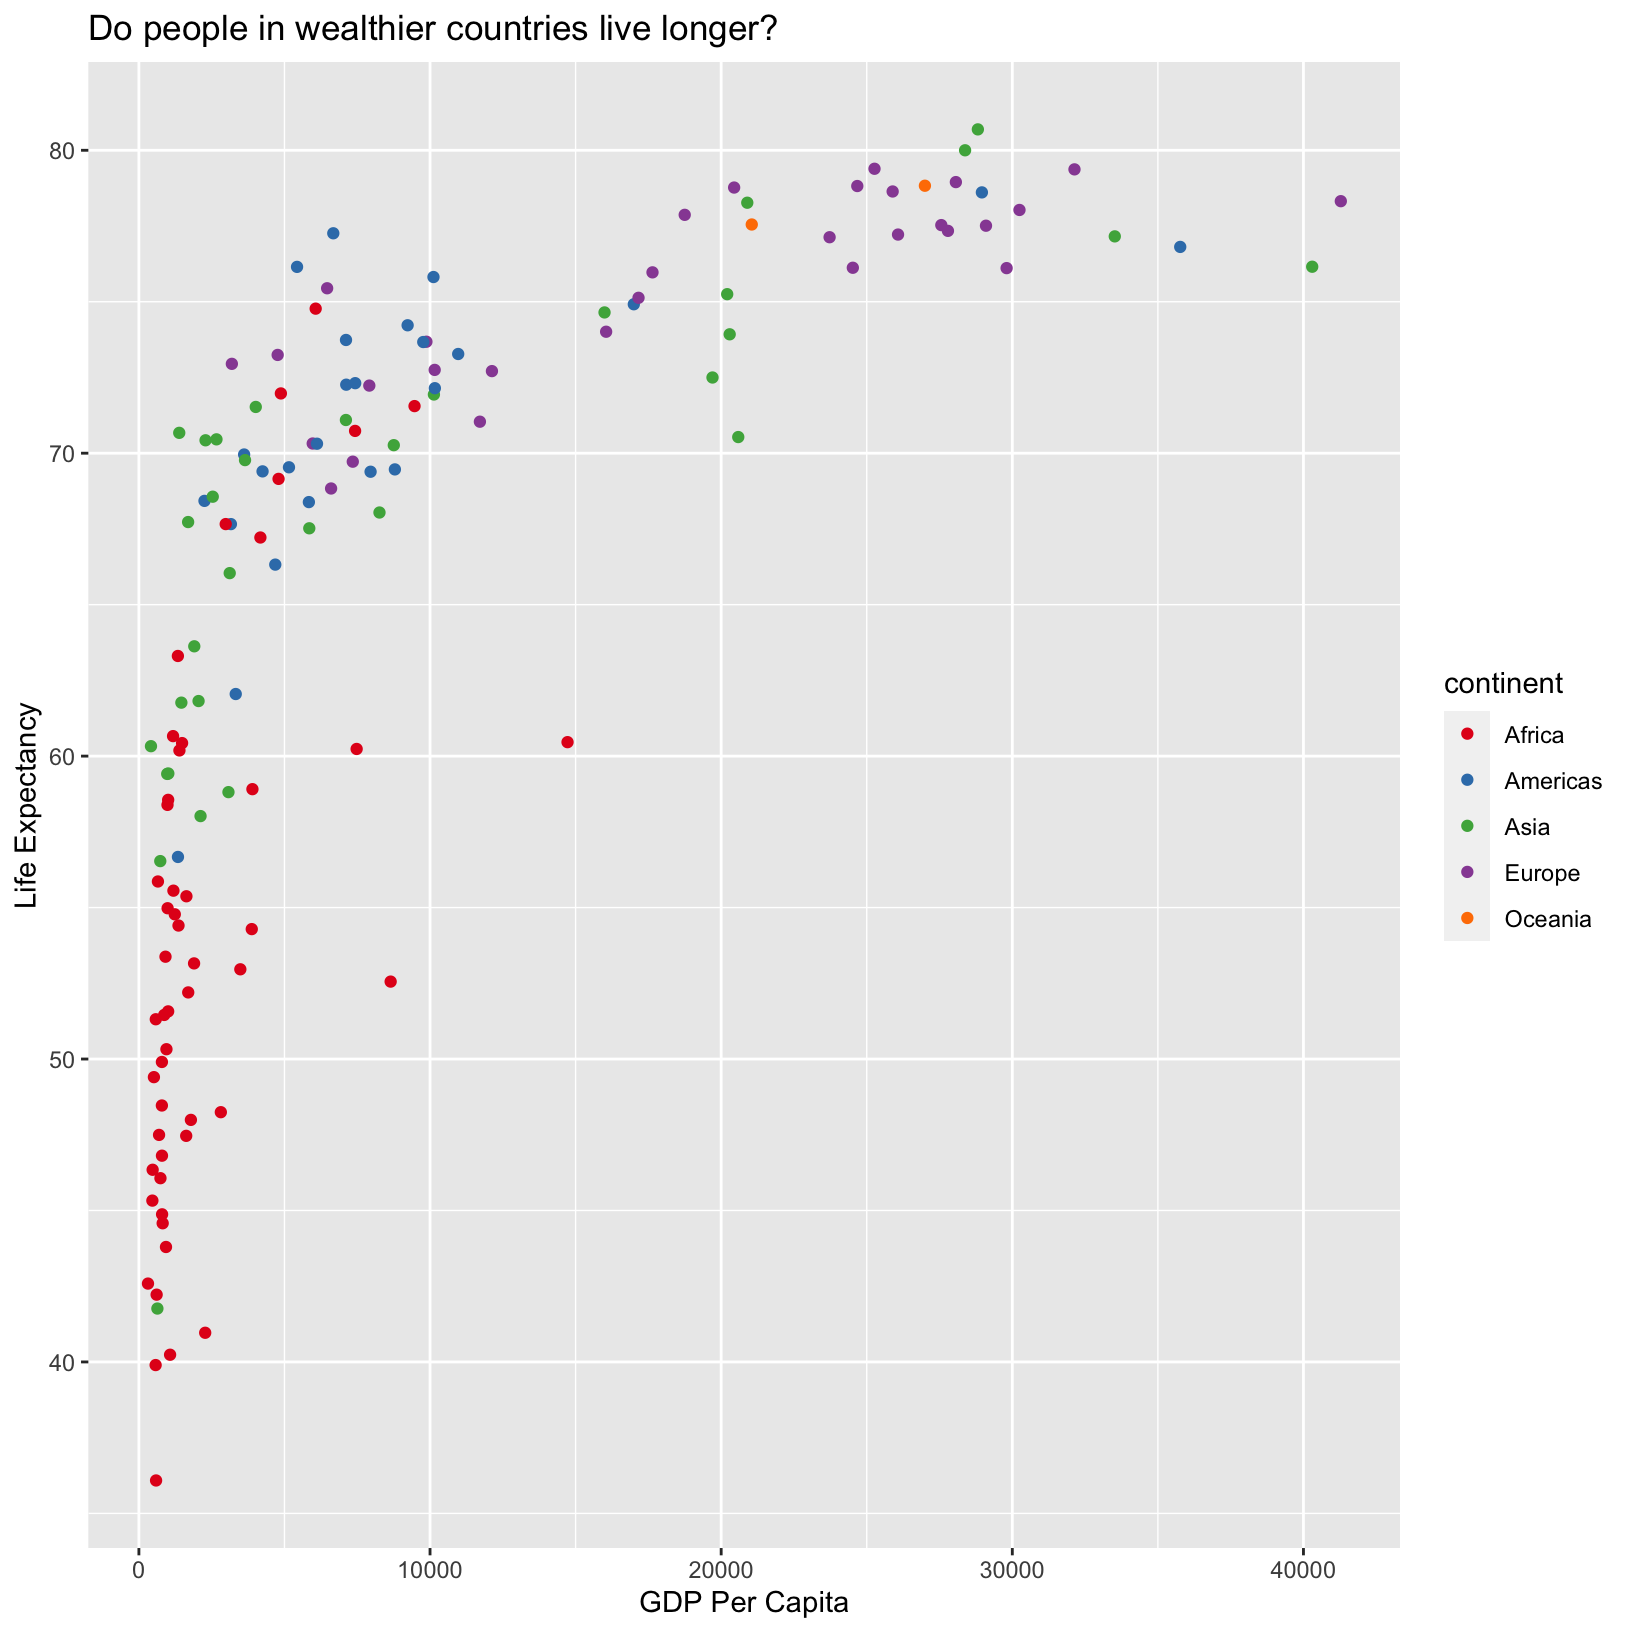 Do people in wealthier countries live longer?
80
70
60
50
40
Life Expectancy
0 10000 20000 30000 40000
GDP Per Capita
continent
Africa
Americas
Asia
Europe
Oceania